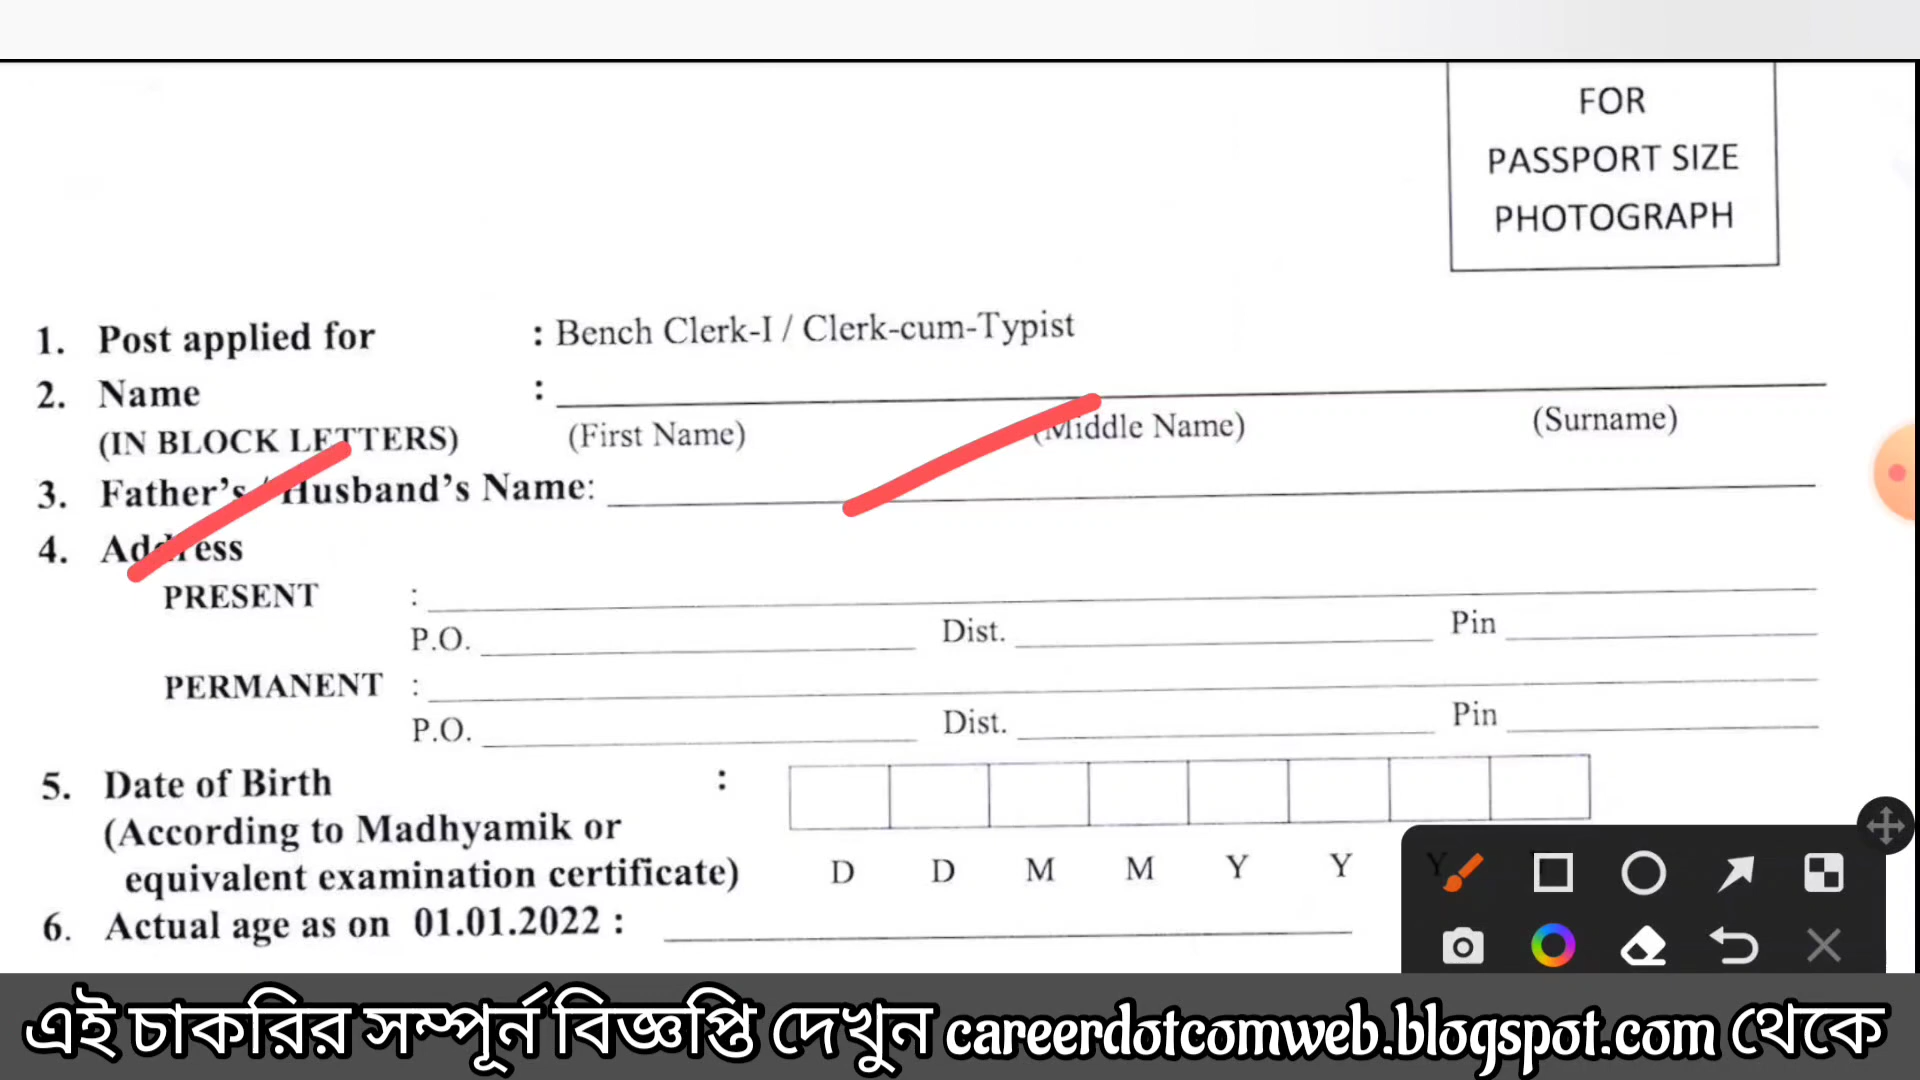 FOR
PASSPORT SIZE
PHOTOGRAPH
1. Post applied for : Bench Clerk-I / Clerk-cum-Typist
2. Name :
(IN BLOCK LETTERS) (First Name) (Middle Name) (Surname)
3. Father's / Husband's Name:
4. Address
PRESENT :
P.O. Dist. Pin
PERMANENT :
P.O. Dist. Pin
5. Date of Birth :
(According to Madhyamik or
equivalent examination certificate) D D M M Y Y Y
6. Actual age as on 01.01.2022 :
এই চাকরির সম্পূর্ন বিজ্ঞপ্তি দেখুন careerdotcomweb.blogspot.com থেকে